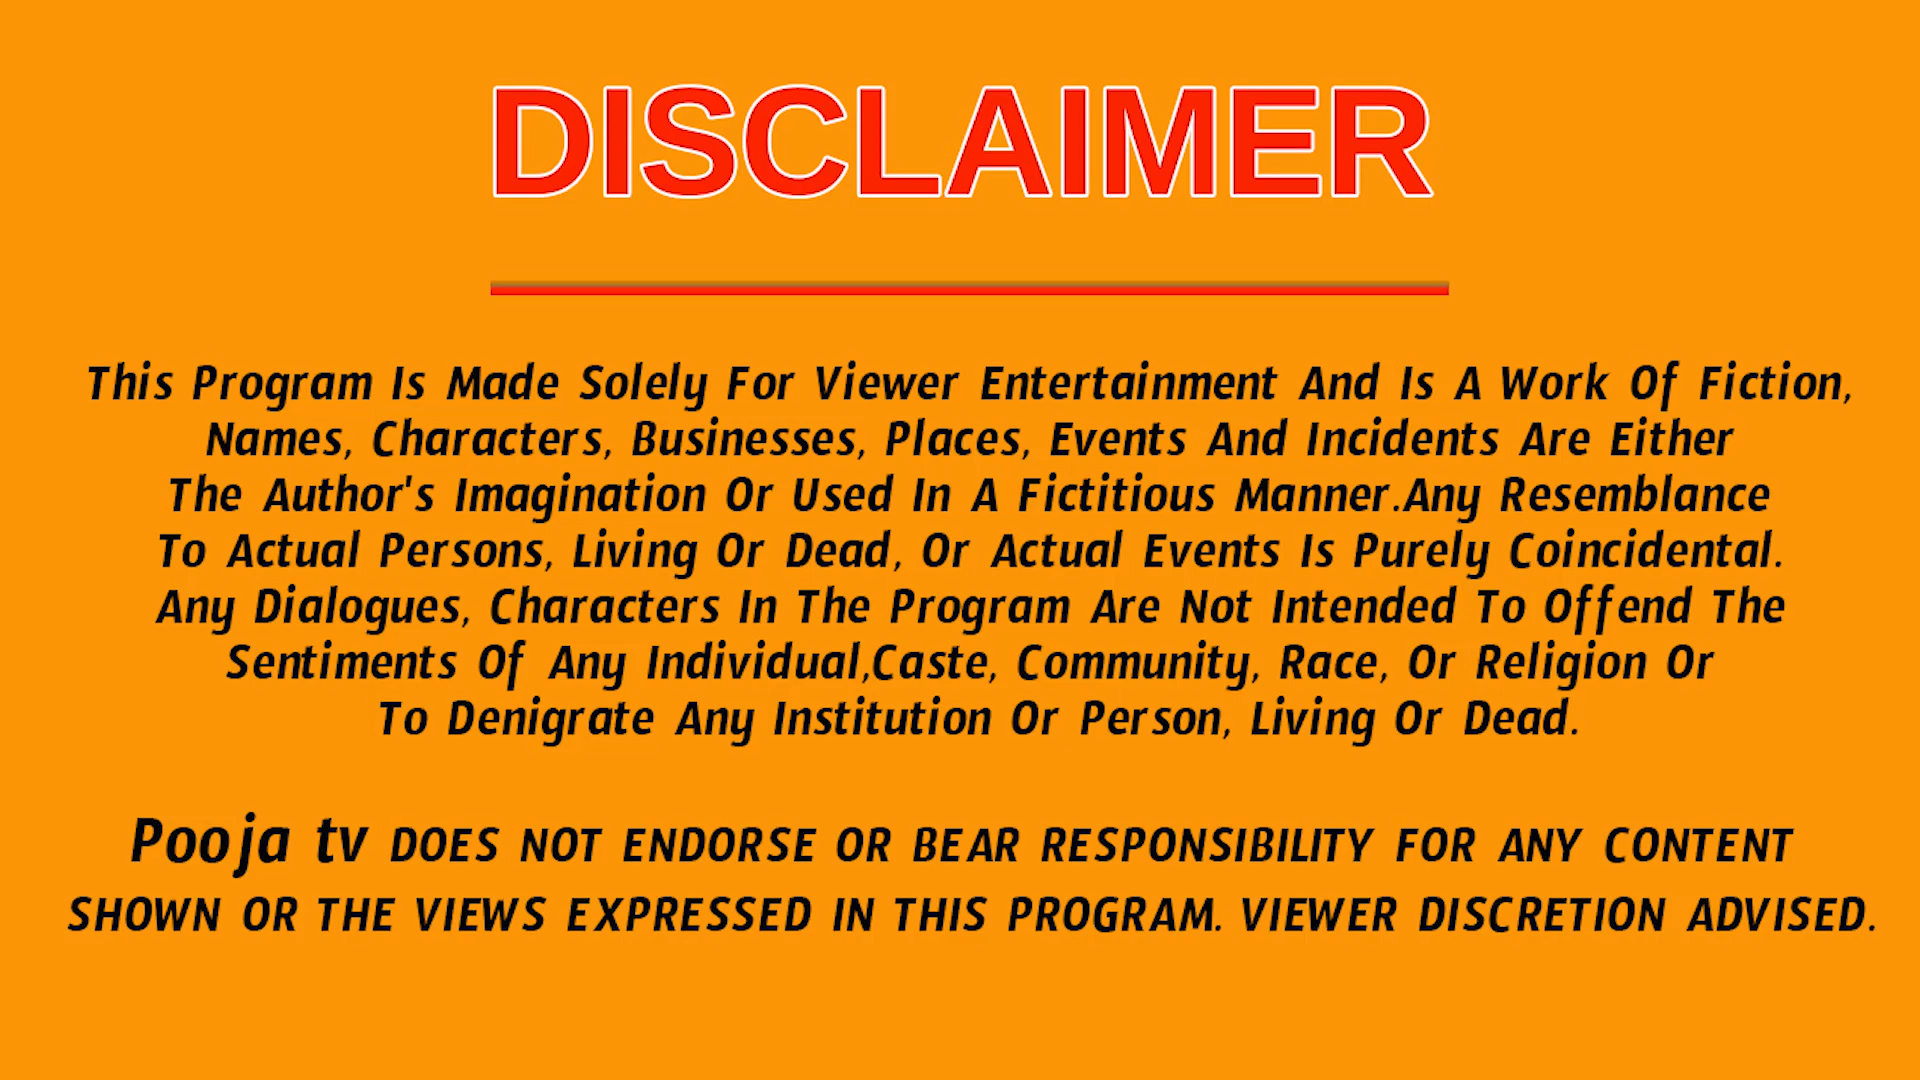 DISCLAIMER
This Program Is Made Solely For Viewer Entertainment And Is A Work Of Fiction,
Names, Characters, Businesses, Places, Events And Incidents Are Either
The Author's Imagination Or Used In A Fictitious Manner.Any Resemblance
To Actual Persons, Living Or Dead, Or Actual Events Is Purely Coincidental.
Any Dialogues, Characters In The Program Are Not Intended To Offend The
Sentiments Of Any Individual,Caste, Community, Race, Or Religion Or
To Denigrate Any Institution Or Person, Living Or Dead.
Pooja tv DOES NOT ENDORSE OR BEAR RESPONSIBILITY FOR ANY CONTENT
SHOWN OR THE VIEWS EXPRESSED IN THIS PROGRAM. VIEWER DISCRETION ADVISED.